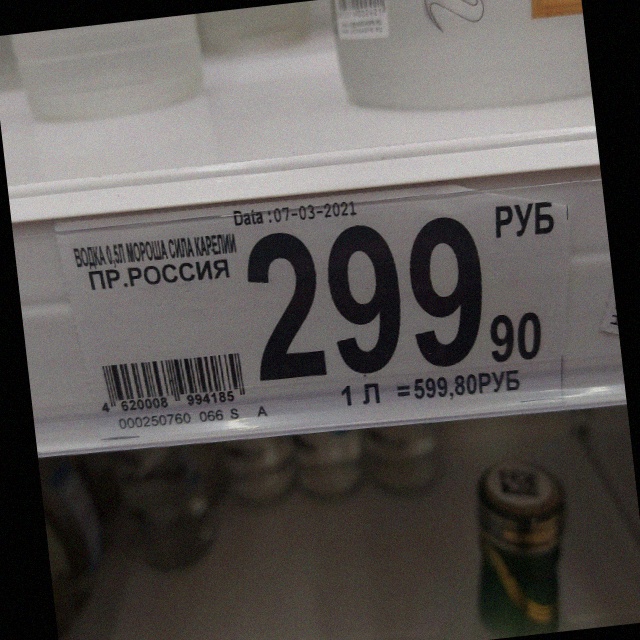 Data :07-03-2021
ВОДКА 0,5Л МОРОША СИЛА КАРЕЛИИ
ПР.РОССИЯ
299 90 РУБ
4 620008 994185
000250760 066 S A
1 Л =599,80РУБ